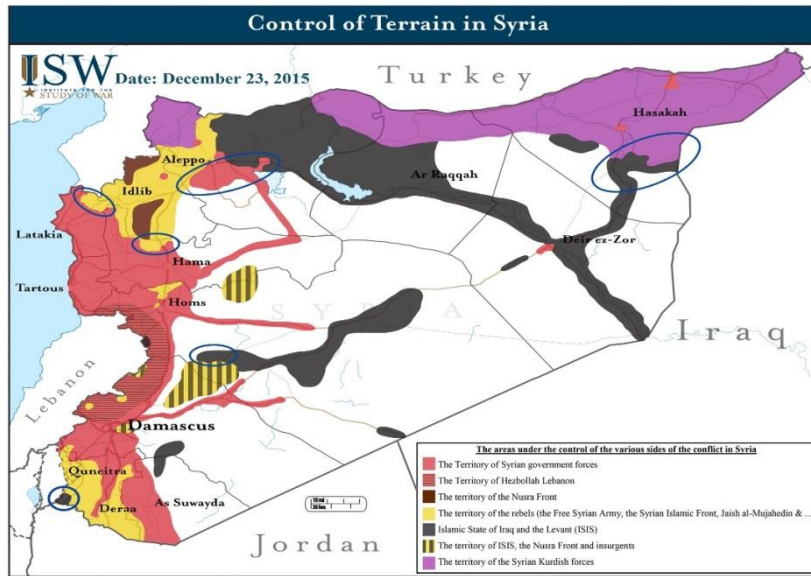 Control of Terrain in Syria
ISW
INSTITUTE FOR THE
STUDY OF WAR
Date: December 23, 2015
Turkey
Hasakah
Aleppo
Idlib
Ar Raqqah
Latakia
Deir ez-Zor
Hama
Tartous
Homs
SYRIA
Iraq
Lebanon
Damascus
Quneitra
As Suwayda
Deraa
Jordan
10 mi
20 km
The areas under the control of the various sides of the conflict in Syria
The Territory of Syrian government forces
The Territory of Hezbollah Lebanon
The territory of the Nusra Front
The territory of the rebels (the Free Syrian Army, the Syrian Islamic Front, Jaish al-Mujahedin & ...
Islamic State of Iraq and the Levant (ISIS)
The territory of ISIS, the Nusra Front and insurgents
The territory of the Syrian Kurdish forces